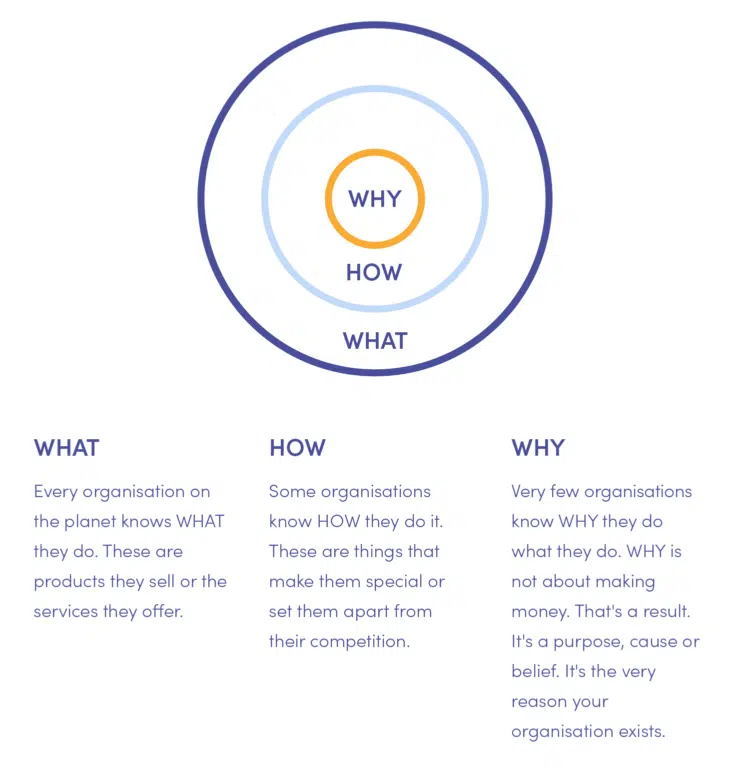 WHY
HOW
WHAT
WHAT
Every organisation on
the planet knows WHAT
they do. These are
products they sell or the
services they offer.
HOW
Some organisations
know HOW they do it.
These are things that
make them special or
set them apart from
their competition.
WHY
Very few organisations
know WHY they do
what they do. WHY is
not about making
money. That's a result.
It's a purpose, cause or
belief. It's the very
reason your
organisation exists.